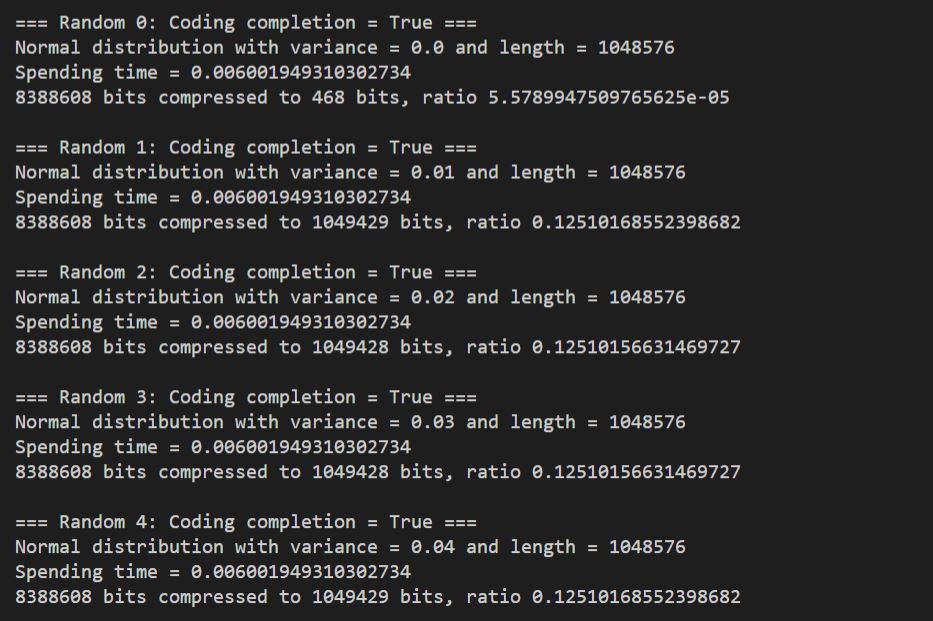 === Random 0: Coding completion = True ===
Normal distribution with variance = 0.0 and length = 1048576
Spending time = 0.006001949310302734
8388608 bits compressed to 468 bits, ratio 5.5789947509765625e-05
=== Random 1: Coding completion = True ===
Normal distribution with variance = 0.01 and length = 1048576
Spending time = 0.006001949310302734
8388608 bits compressed to 1049429 bits, ratio 0.12510168552398682
=== Random 2: Coding completion = True ===
Normal distribution with variance = 0.02 and length = 1048576
Spending time = 0.006001949310302734
8388608 bits compressed to 1049428 bits, ratio 0.12510156631469727
=== Random 3: Coding completion = True ===
Normal distribution with variance = 0.03 and length = 1048576
Spending time = 0.006001949310302734
8388608 bits compressed to 1049428 bits, ratio 0.12510156631469727
=== Random 4: Coding completion = True ===
Normal distribution with variance = 0.04 and length = 1048576
Spending time = 0.006001949310302734
8388608 bits compressed to 1049429 bits, ratio 0.12510168552398682